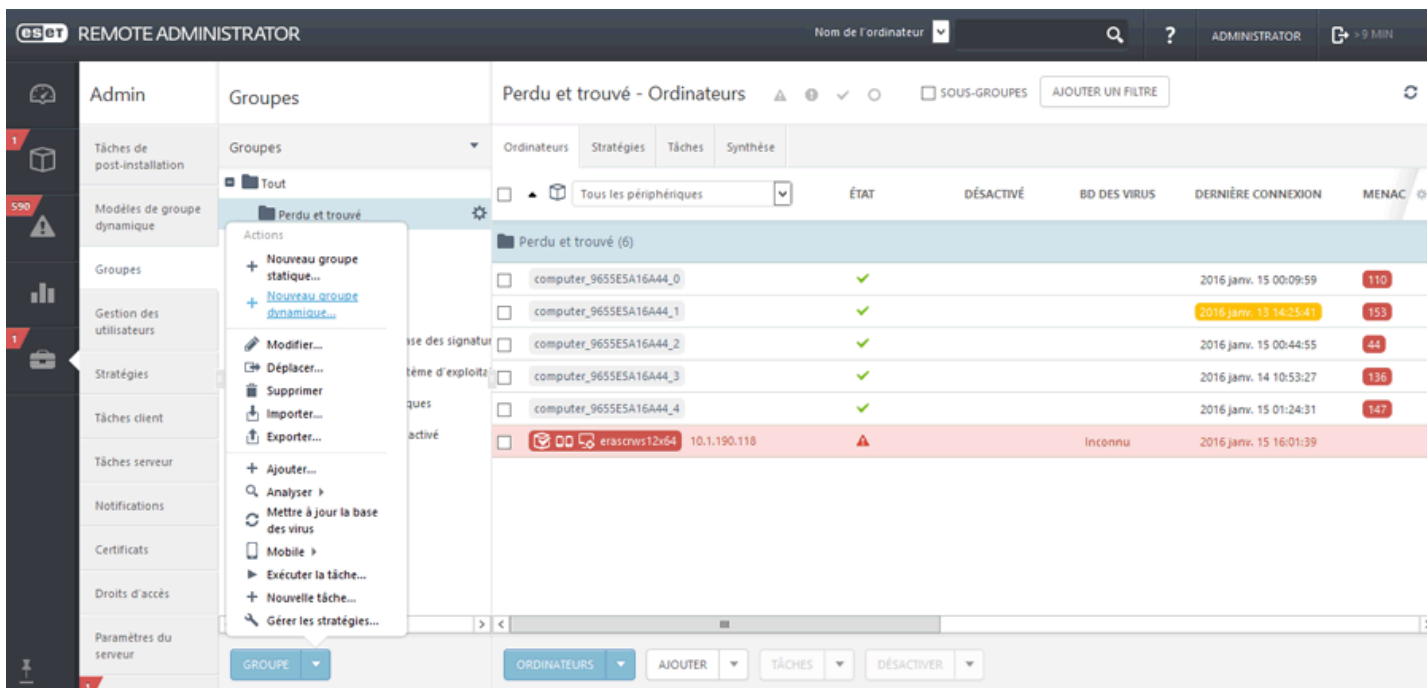 eset REMOTE ADMINISTRATOR
Nom de l'ordinateur
?
ADMINISTRATOR
>9 MIN
1
590
1
Admin
Tâches de
post-installation
Modèles de groupe
dynamique
Groupes
Gestion des
utilisateurs
Stratégies
Tâches client
Tâches serveur
Notifications
Certificats
Droits d'accès
Paramètres du
serveur
1
Groupes
Groupes
Tout
Perdu et trouvé
Actions
Nouveau groupe
statique...
Nouveau groupe
dynamique...
Modifier...
Déplacer...
Supprimer
Importer...
Exporter...
Ajouter...
Analyser
Mettre à jour la base
des virus
Mobile
Exécuter la tâche...
Nouvelle tâche...
Gérer les stratégies...
des signatur
d'exploita
ques
activé
GROUPE
Perdu et trouvé - Ordinateurs
SOUS-GROUPES
AJOUTER UN FILTRE
Ordinateurs Stratégies Tâches Synthèse
Tous les périphériques ÉTAT DÉSACTIVÉ BD DES VIRUS DERNIÈRE CONNEXION MENAC
Perdu et trouvé (6)
computer_9655E5A16A44_0 2016 janv. 15 00:09:59 110
computer_9655E5A16A44_1 2016 janv. 13 14:25:41 153
computer_9655E5A16A44_2 2016 janv. 15 00:44:55 44
computer_9655E5A16A44_3 2016 janv. 14 10:53:27 136
computer_9655E5A16A44_4 2016 janv. 15 01:24:31 147
erascrws12x64 10.1.190.118 Inconnu 2016 janv. 15 16:01:39
ORDINATEURS AJOUTER TÂCHES DÉSACTIVER